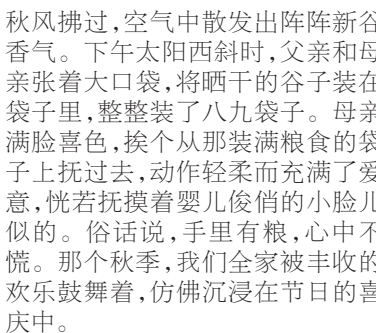 秋风拂过,空气中散发出阵阵新谷
香气。下午太阳西斜时,父亲和母
亲张着大口袋,将晒干的谷子装在
袋子里,整整装了八九袋子。母亲
满脸喜色,挨个从那装满粮食的袋
子上抚过去,动作轻柔而充满了爱
意,恍若抚摸着婴儿俊俏的小脸儿
似的。俗话说,手里有粮,心中不
慌。那个秋季,我们全家被丰收的
欢乐鼓舞着,仿佛沉浸在节日的喜
庆中。